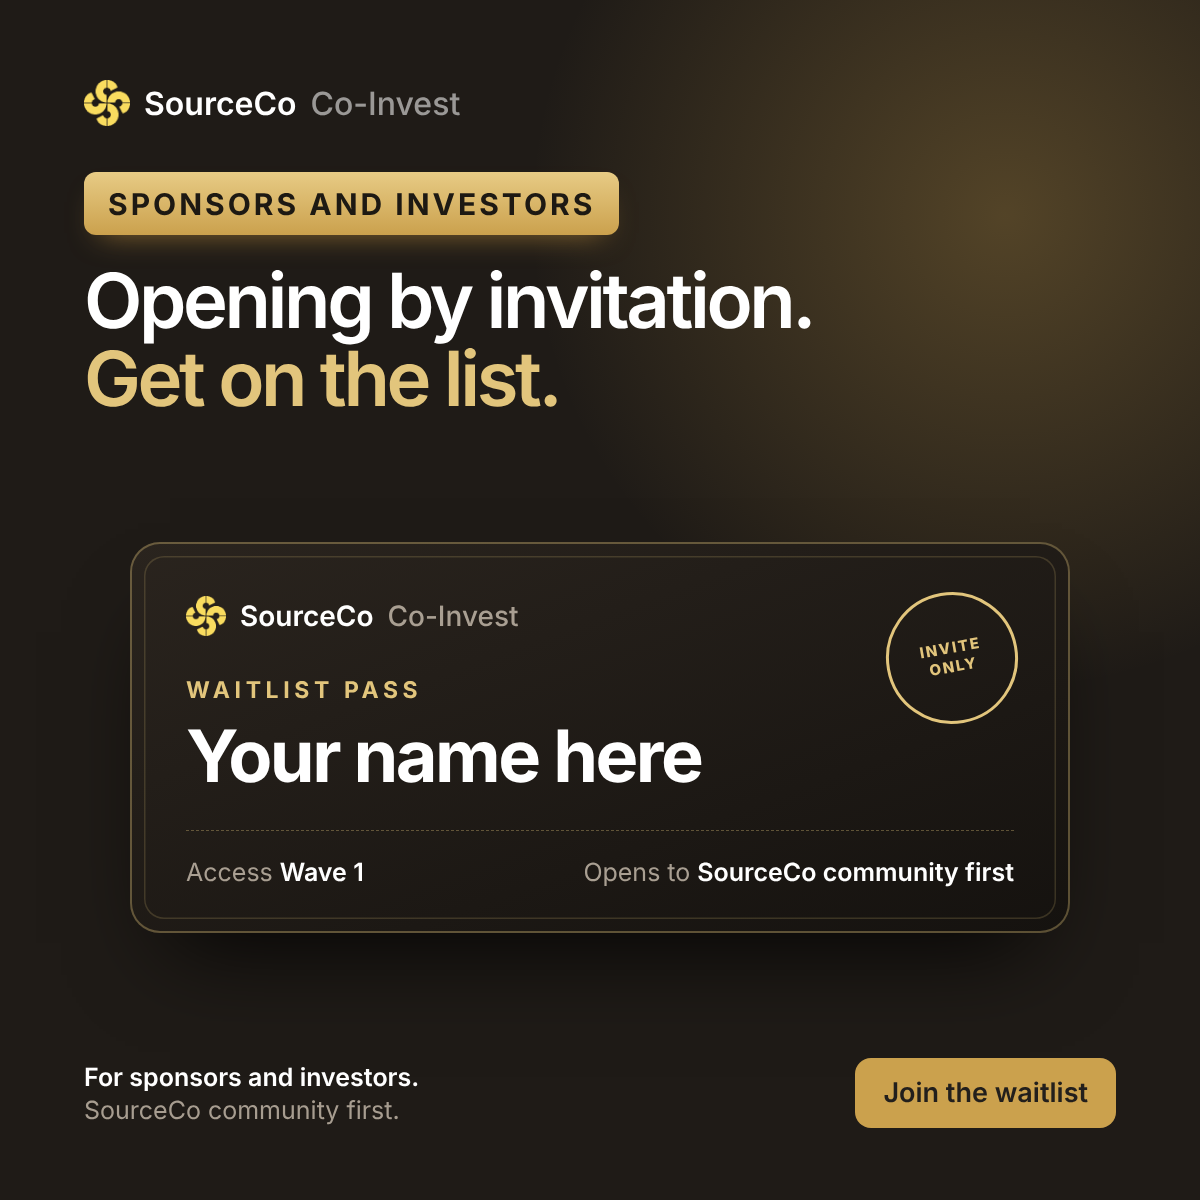 SourceCo Co-Invest
SPONSORS AND INVESTORS
Opening by invitation.
Get on the list.
SourceCo Co-Invest
INVITE
ONLY
WAITLIST PASS
Your name here
Access Wave 1
Opens to SourceCo community first
For sponsors and investors.
SourceCo community first.
Join the waitlist